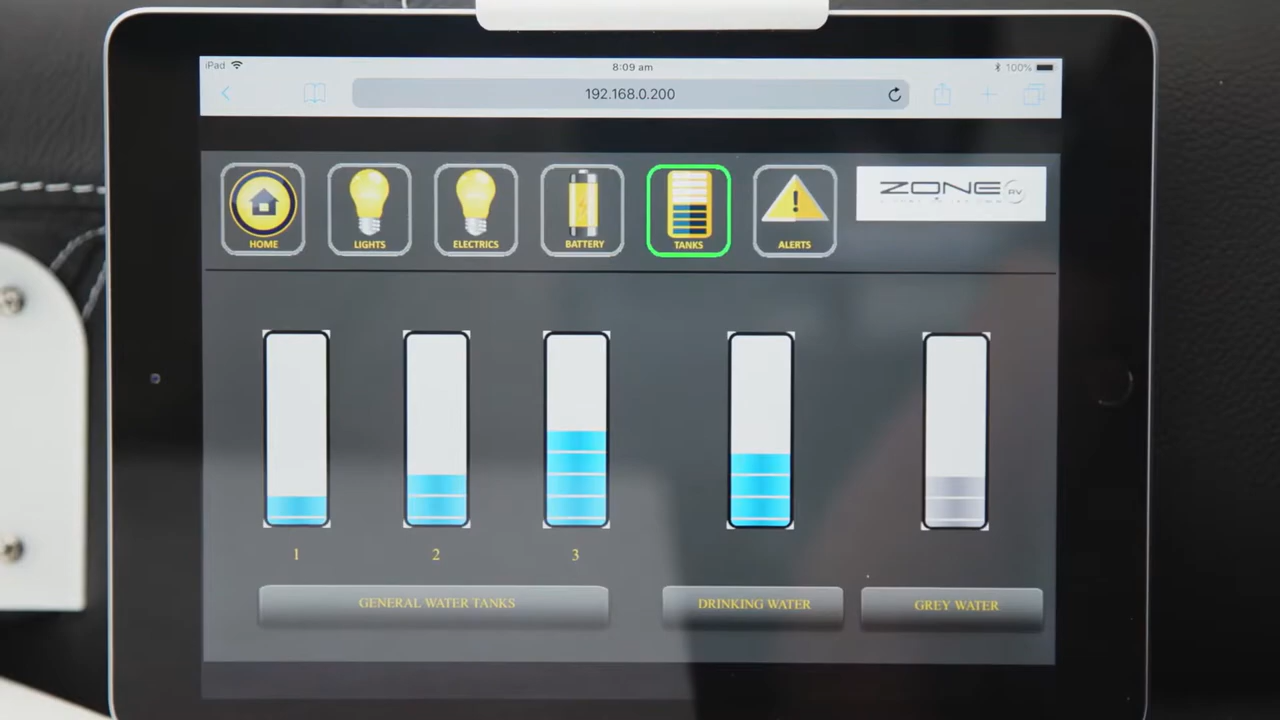 iPad
8:09 am
100%
192.168.0.200
HOME
LIGHTS
ELECTRICS
BATTERY
TANKS
ALERTS
ZONE RV
1
2
3
GENERAL WATER TANKS
DRINKING WATER
GREY WATER